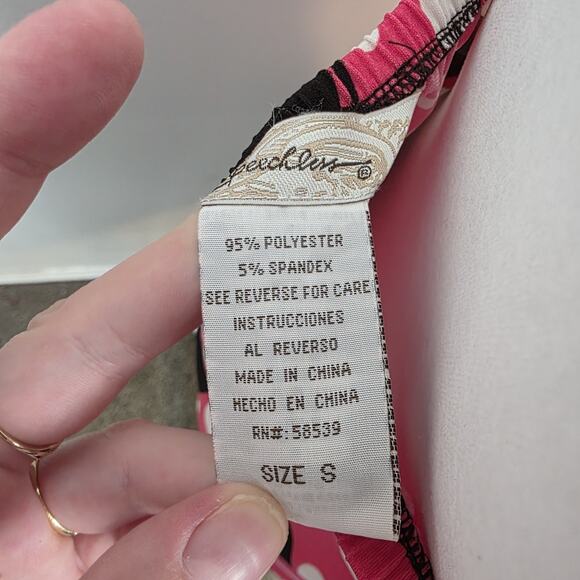 Speechless ®
95% POLYESTER
5% SPANDEX
SEE REVERSE FOR CARE
INSTRUCCIONES
AL REVERSO
MADE IN CHINA
HECHO EN CHINA
RN#:58539
SIZE S